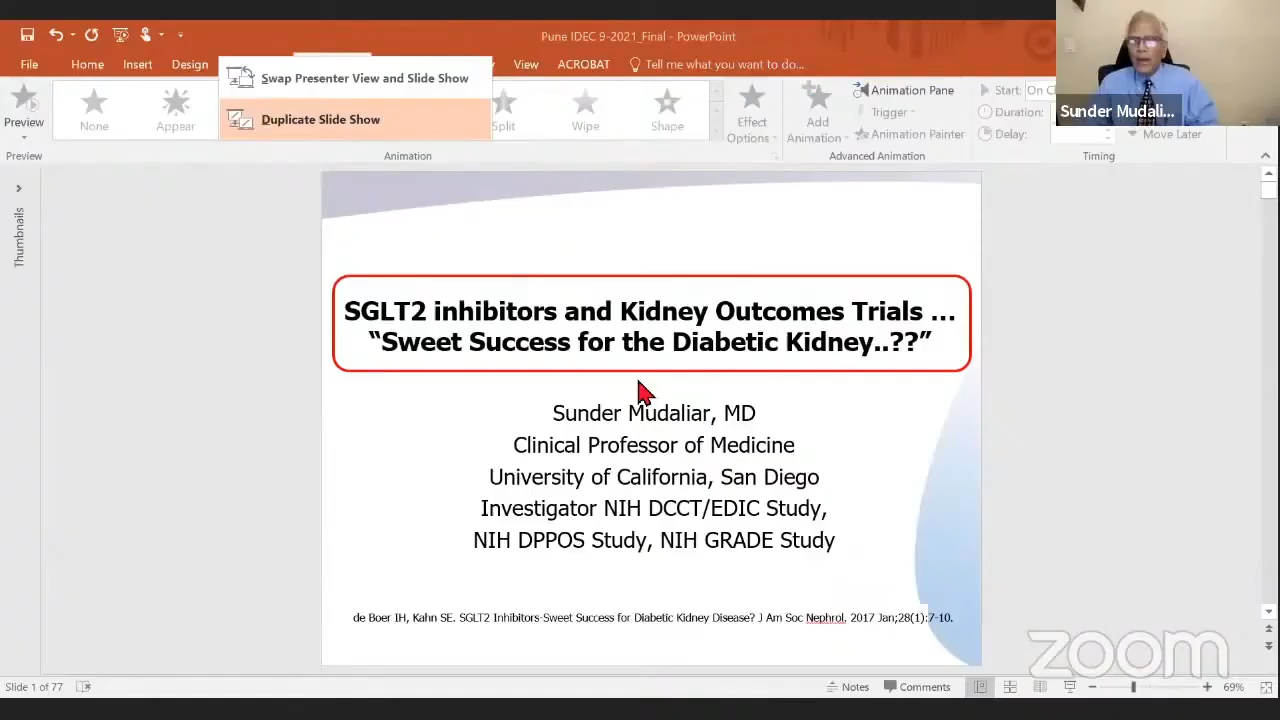 Pune IDEC 9-2021_Final - PowerPoint
File Home Insert Design View ACROBAT Tell me what you want to do...
Swap Presenter View and Slide Show
Duplicate Slide Show
Preview
None
Appear
Split
Wipe
Shape
Effect
Options
Add
Animation
Animation Pane
Trigger
Animation Painter
Start: On
Duration:
Delay:
Move Later
Preview
Animation
Advanced Animation
Timing
Sunder Mudali...
Thumbnails
SGLT2 inhibitors and Kidney Outcomes Trials ...
“Sweet Success for the Diabetic Kidney..??”
Sunder Mudaliar, MD
Clinical Professor of Medicine
University of California, San Diego
Investigator NIH DCCT/EDIC Study,
NIH DPPOS Study, NIH GRADE Study
de Boer IH, Kahn SE. SGLT2 Inhibitors-Sweet Success for Diabetic Kidney Disease? J Am Soc Nephrol. 2017 Jan;28(1):7-10.
zoom
Slide 1 of 77
Notes
Comments
69%